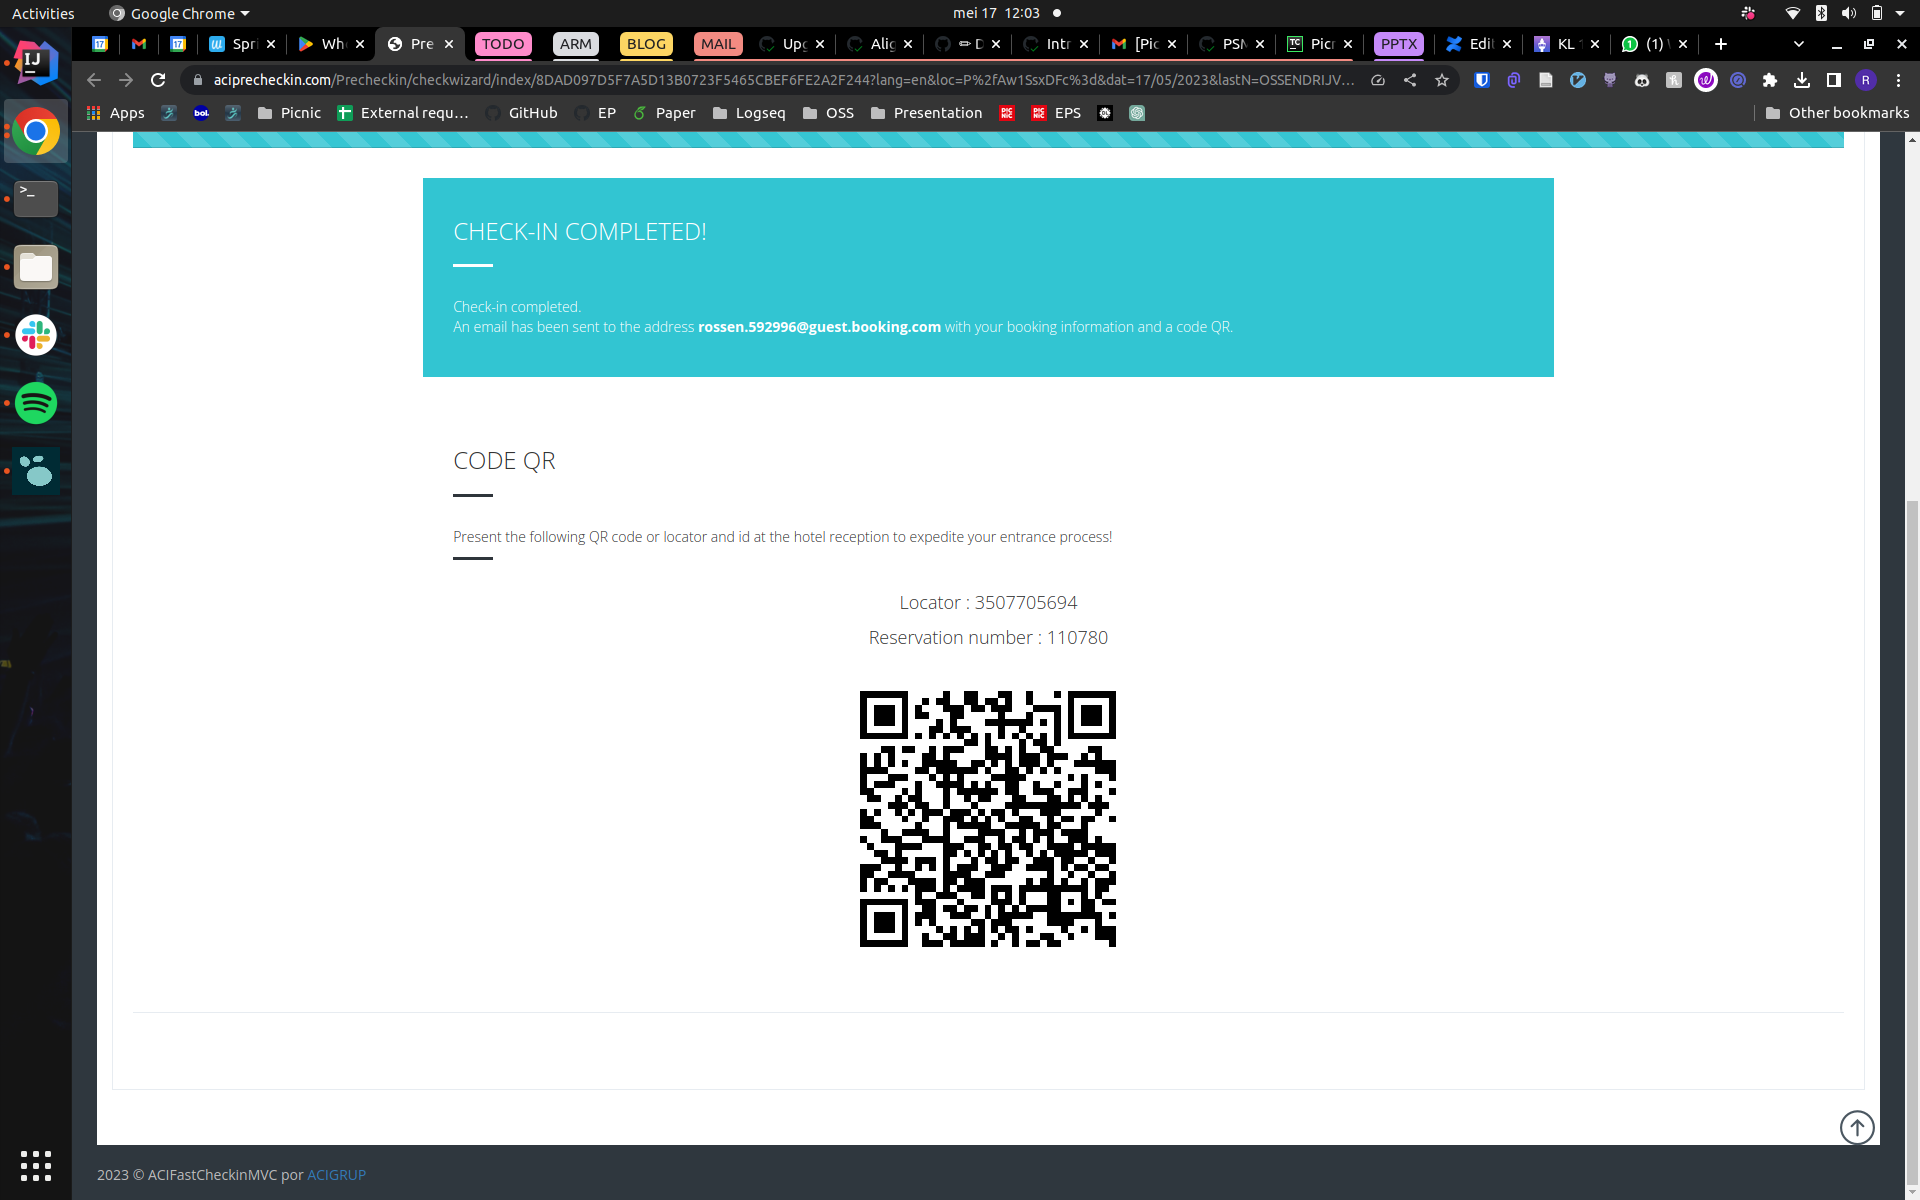 Activities
Google Chrome
mei 17 12:03
Spri
Whe
Pre
TODO
ARM
BLOG
MAIL
Upg
Alig
D
Intr
[Pic
PSM
Picr
PPTX
Edit
KL
(1)
aciprecheckin.com/Precheckin/checkwizard/index/8DAD097D5F7A5D13B0723F5465CBEF6FE2A2F244?lang=en&loc=P%2fAw1SsxDFc%3d&dat=17/05/2023&lastN=OSSENDRIJV...
R
Apps
bol.
Picnic
External requ...
GitHub
EP
Paper
Logseq
OSS
Presentation
EPS
Other bookmarks
CHECK-IN COMPLETED!
Check-in completed.
An email has been sent to the address rossen.592996@guest.booking.com with your booking information and a code QR.
CODE QR
Present the following QR code or locator and id at the hotel reception to expedite your entrance process!
Locator : 3507705694
Reservation number : 110780
2023 © ACIFastCheckinMVC por ACIGRUP